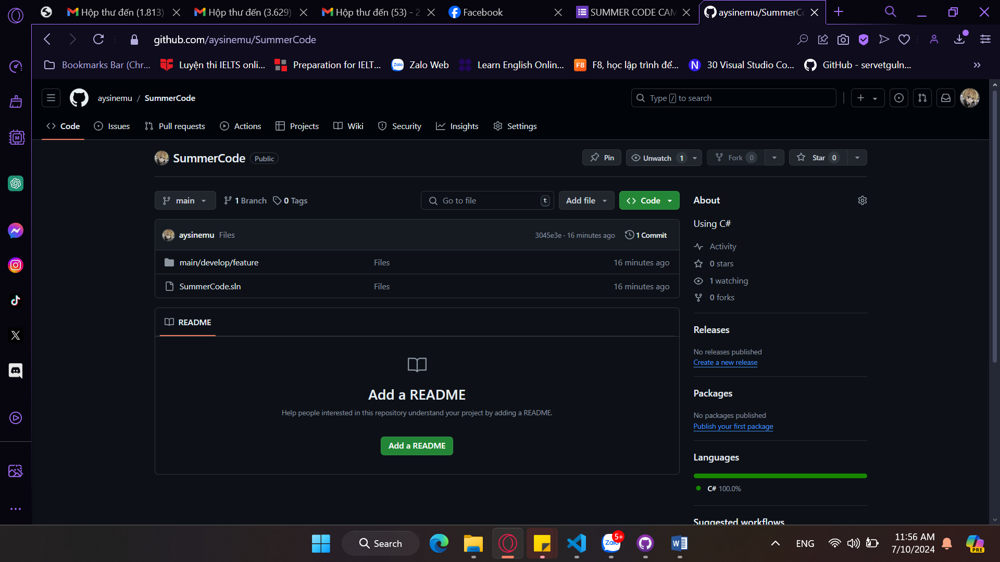 Hộp thư đến (1.813)
Hộp thư đến (3.629)
Hộp thư đến (53) - 2
Facebook
SUMMER CODE CAM
aysinemu/SummerCo
github.com/aysinemu/SummerCode
Bookmarks Bar (Chr...
Luyện thi IELTS onli...
Preparation for IELT...
Zalo Web
Learn English Onlin...
F8, học lập trình để...
30 Visual Studio Co...
GitHub - servetguln...
aysinemu / SummerCode
Type / to search
Code
Issues
Pull requests
Actions
Projects
Wiki
Security
Insights
Settings
SummerCode Public
Pin
Unwatch 1
Fork 0
Star 0
main
1 Branch
0 Tags
Go to file t
Add file
Code
aysinemu Files
3045e3e · 16 minutes ago
1 Commit
main/develop/feature
Files
16 minutes ago
SummerCode.sln
Files
16 minutes ago
README
Add a README
Help people interested in this repository understand your project by adding a README.
Add a README
About
Using C#
Activity
0 stars
1 watching
0 forks
Releases
No releases published
Create a new release
Packages
No packages published
Publish your first package
Languages
C# 100.0%
Suggested workflows
Search
Zalo
5+
ENG
11:56 AM
7/10/2024
PRE